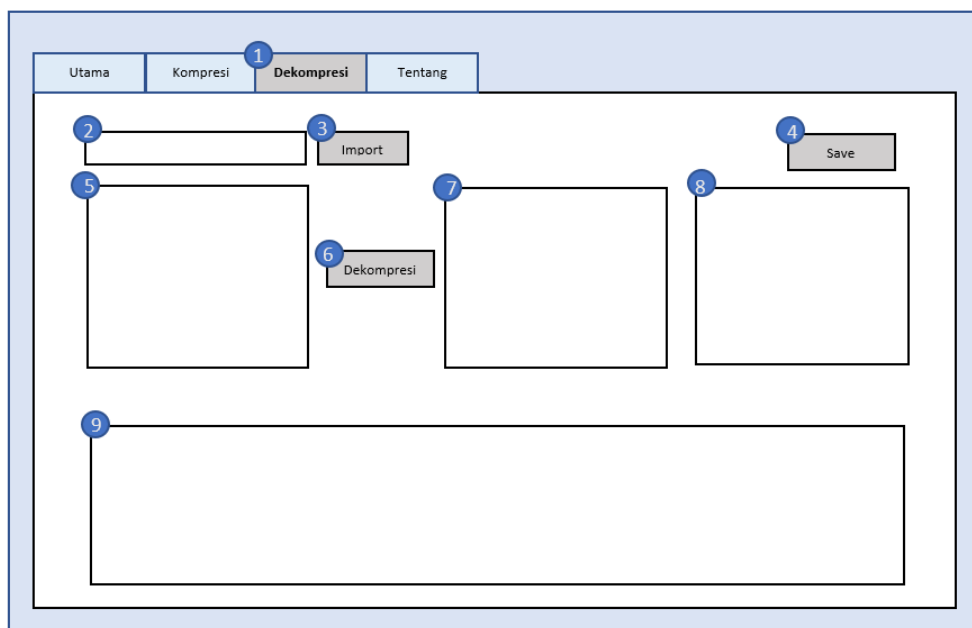 1
Utama Kompresi Dekompresi Tentang
2 3 Import 4 Save
5 7 8
6 Dekompresi
9